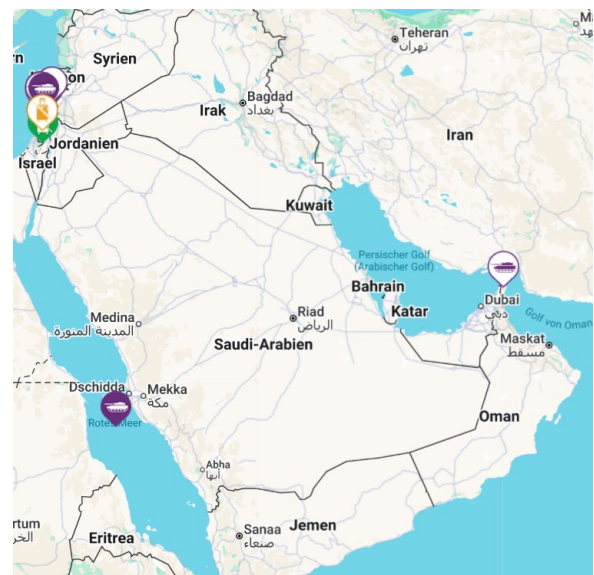 Teheran
تهران
Syrien
Bagdad
بغداد
Irak
Iran
Jordanien
Israel
Kuwait
Persischer Golf
(Arabischer Golf)
Bahrain
Katar
Dubai
دبي
Golf von Oman
Riad
الرياض
Medina
المدينة المنورة
Maskat
مسقط
Saudi-Arabien
Dschidda
Mekka
مكة
Rotes Meer
Oman
Abha
أبها
Sanaa
صنعاء
Jemen
Eritrea